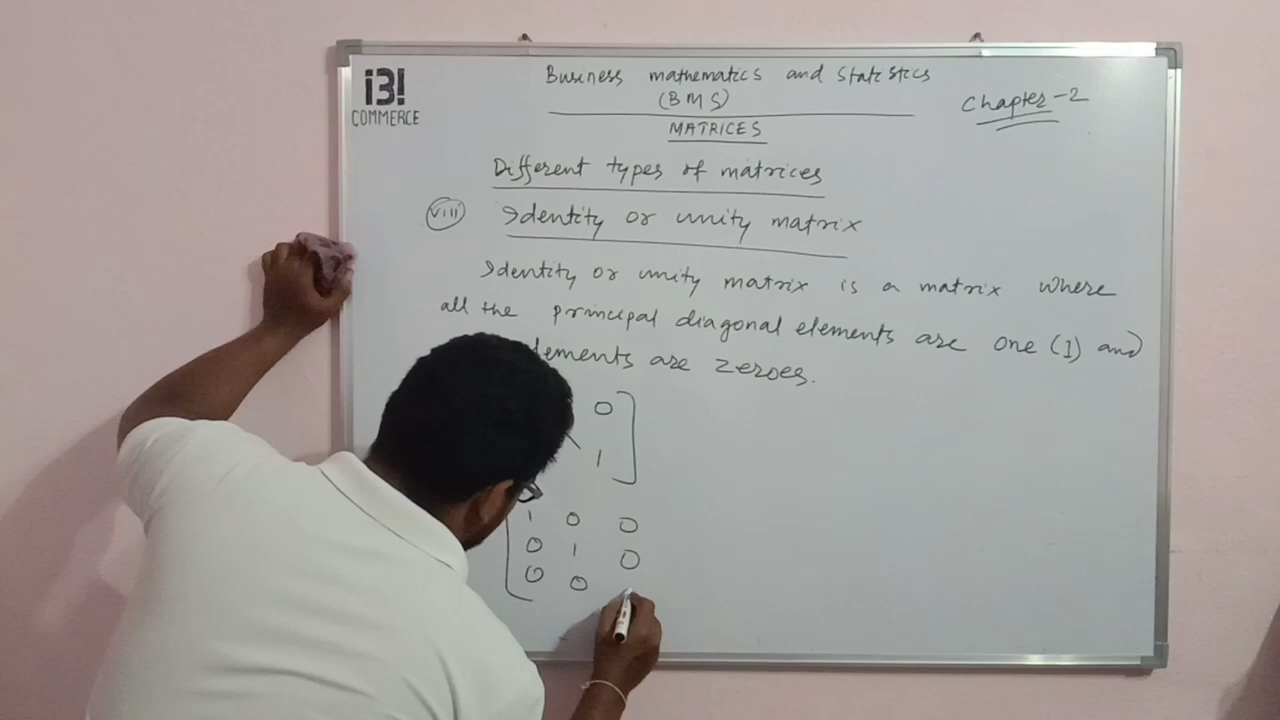 i3!
COMMERCE
Business mathematics and Statistics
(BMS)
Chapter-2
MATRICES
Different types of matrices
viii Identity or unity matrix
Identity or unity matrix is a matrix where
all the principal diagonal elements are one (1) and
elements are zeroes.
0
1
1 0 0
0 1 0
0 0